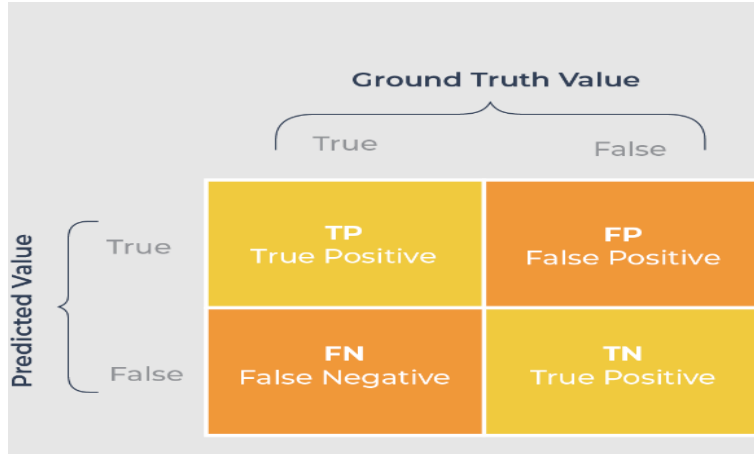 Ground Truth Value
True
False
Predicted Value
True
TP
True Positive
FP
False Positive
False
FN
False Negative
TN
True Positive